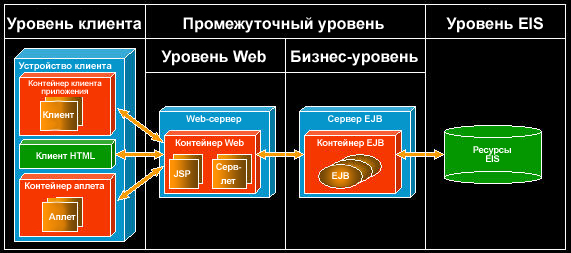 Уровень клиента
Промежуточный уровень
Уровень EIS
Уровень Web
Бизнес-уровень
Устройство клиента
Контейнер клиента
приложения
Клиент
Клиент HTML
Контейнер апплета
Апплет
Web-сервер
Контейнер Web
JSP
Серв-
лет
Сервер EJB
Контейнер EJB
EJB
Ресурсы
EIS